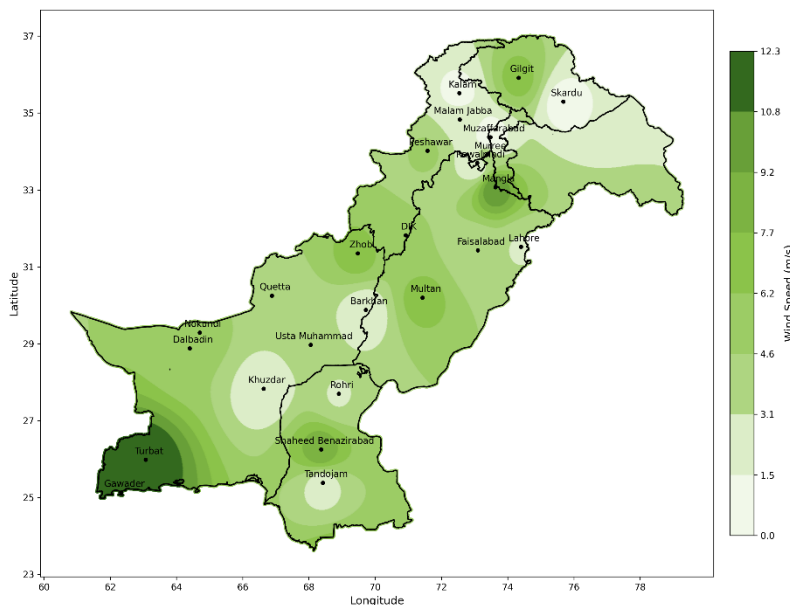 37
35
33
31
29
27
25
23
Latitude
60
62
64
66
68
70
72
74
76
78
Longitude
Gilgit
Kalam
Skardu
Malam Jabba
Muzaffarabad
Peshawar
Murree
Rawalpindi
Mangla
DIK
Zhob
Faisalabad
Lahore
Quetta
Multan
Barkhan
Nokundi
Dalbadin
Usta Muhammad
Khuzdar
Rohri
Shaheed Benazirabad
Turbat
Tandojam
Gawader
12.3
10.8
9.2
7.7
6.2
4.6
3.1
1.5
0.0
Wind Speed (m/s)